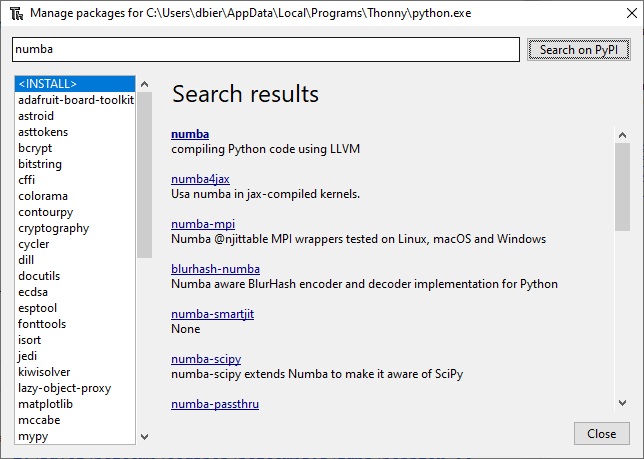 Manage packages for C:\Users\dbier\AppData\Local\Programs\Thonny\python.exe
numba
Search on PyPI
<INSTALL>
adafruit-board-toolkit
astroid
asttokens
bcrypt
bitstring
cffi
colorama
contourpy
cryptography
cycler
dill
docutils
ecdsa
esptool
fonttools
isort
jedi
kiwisolver
lazy-object-proxy
matplotlib
mccabe
mypy
Search results
numba
compiling Python code using LLVM
numba4jax
Usa numba in jax-compiled kernels.
numba-mpi
Numba @njittable MPI wrappers tested on Linux, macOS and Windows
blurhash-numba
Numba aware BlurHash encoder and decoder implementation for Python
numba-smartjit
None
numba-scipy
numba-scipy extends Numba to make it aware of SciPy
numba-passthru
Close